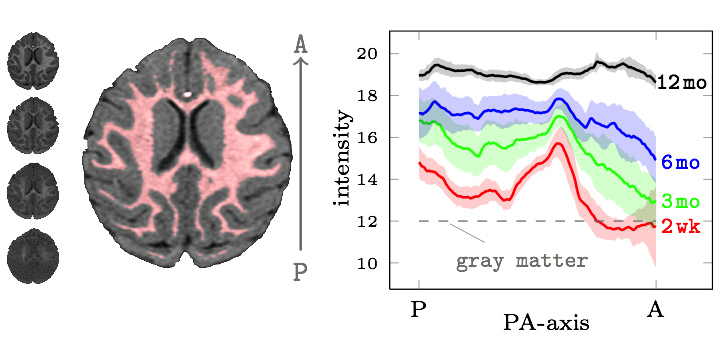 A
P
intensity
20
18
16
14
12
10
12mo
6mo
3mo
2wk
gray matter
P
A
PA-axis